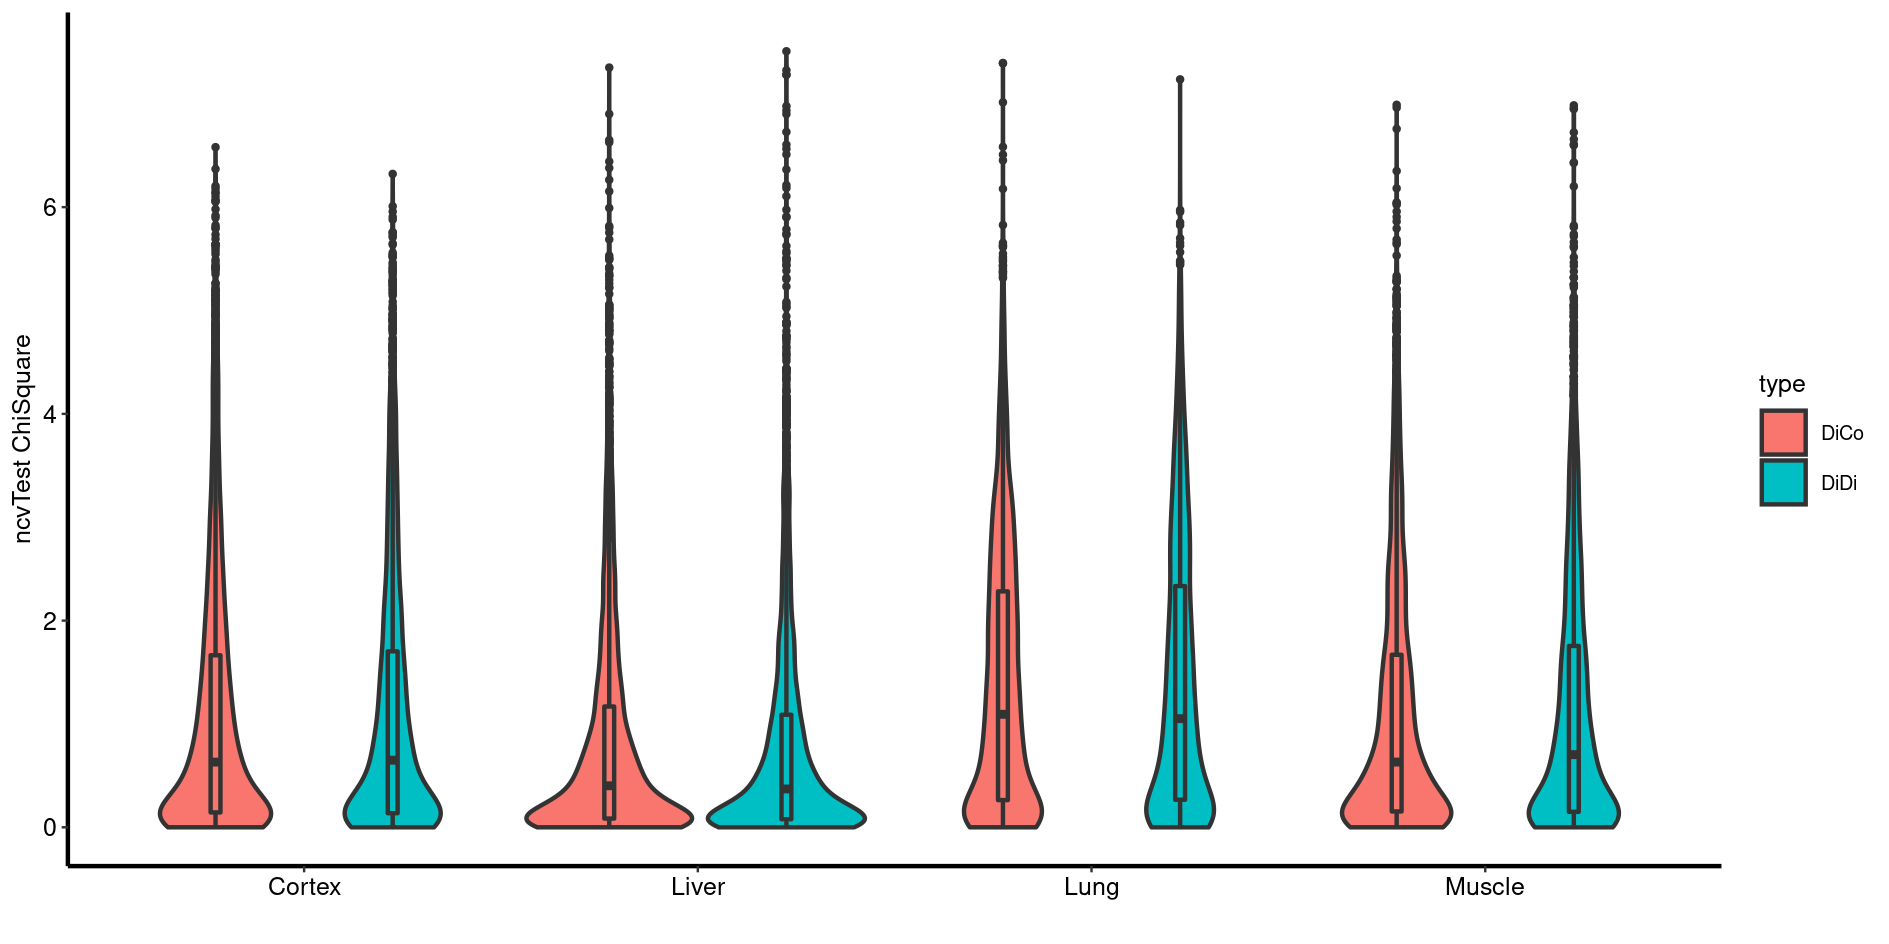 ncvTest ChiSquare
6
4
2
0
Cortex
Liver
Lung
Muscle
type
DiCo
DiDi